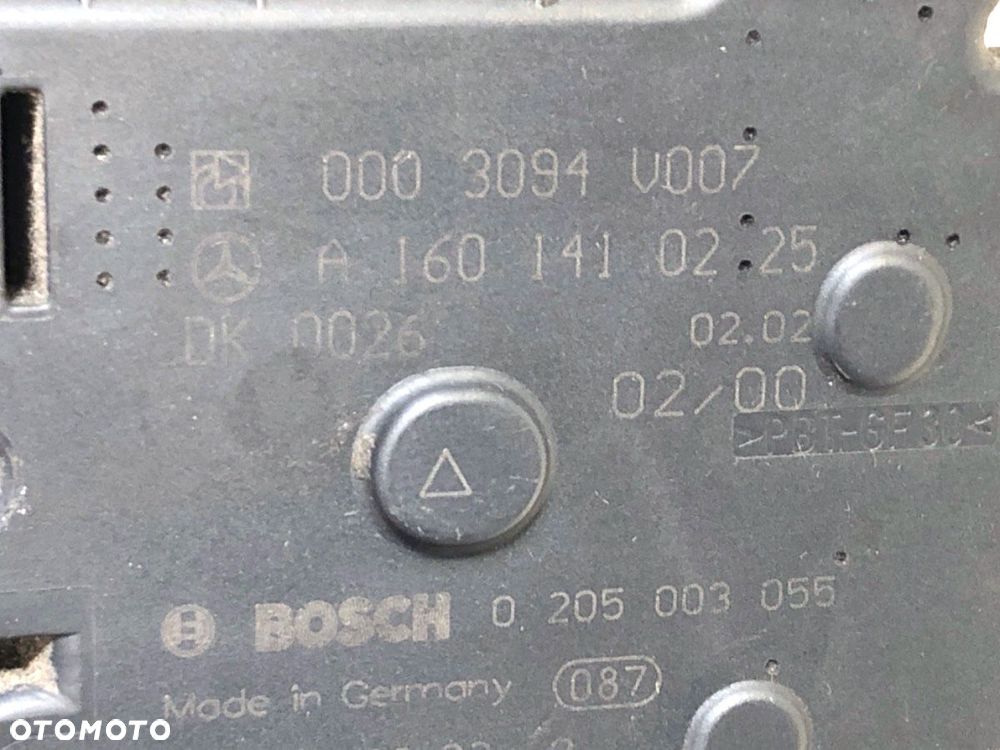 000 3094 V007
A 160 141 02 25
DK 0026
02.02
02/00
>PBT-GF30<
BOSCH 0 205 003 055
Made in Germany 087
OTOMOTO